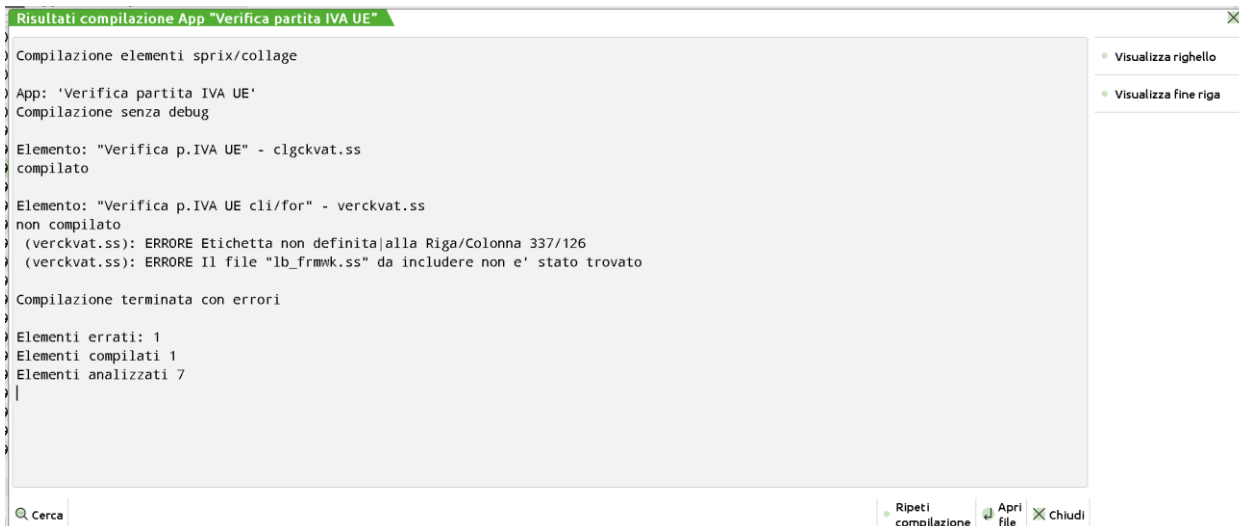 Risultati compilazione App "Verifica partita IVA UE"
Compilazione elementi sprix/collage
Visualizza righello
App: 'Verifica partita IVA UE'
Visualizza fine riga
Compilazione senza debug
Elemento: "Verifica p.IVA UE" - clgckvat.ss
compilato
Elemento: "Verifica p.IVA UE cli/for" - verckvat.ss
non compilato
(verckvat.ss): ERRORE Etichetta non definita|alla Riga/Colonna 337/126
(verckvat.ss): ERRORE Il file "lb_frmwk.ss" da includere non e' stato trovato
Compilazione terminata con errori
Elementi errati: 1
Elementi compilati 1
Elementi analizzati 7
Cerca
Ripeti compilazione
Apri file
Chiudi